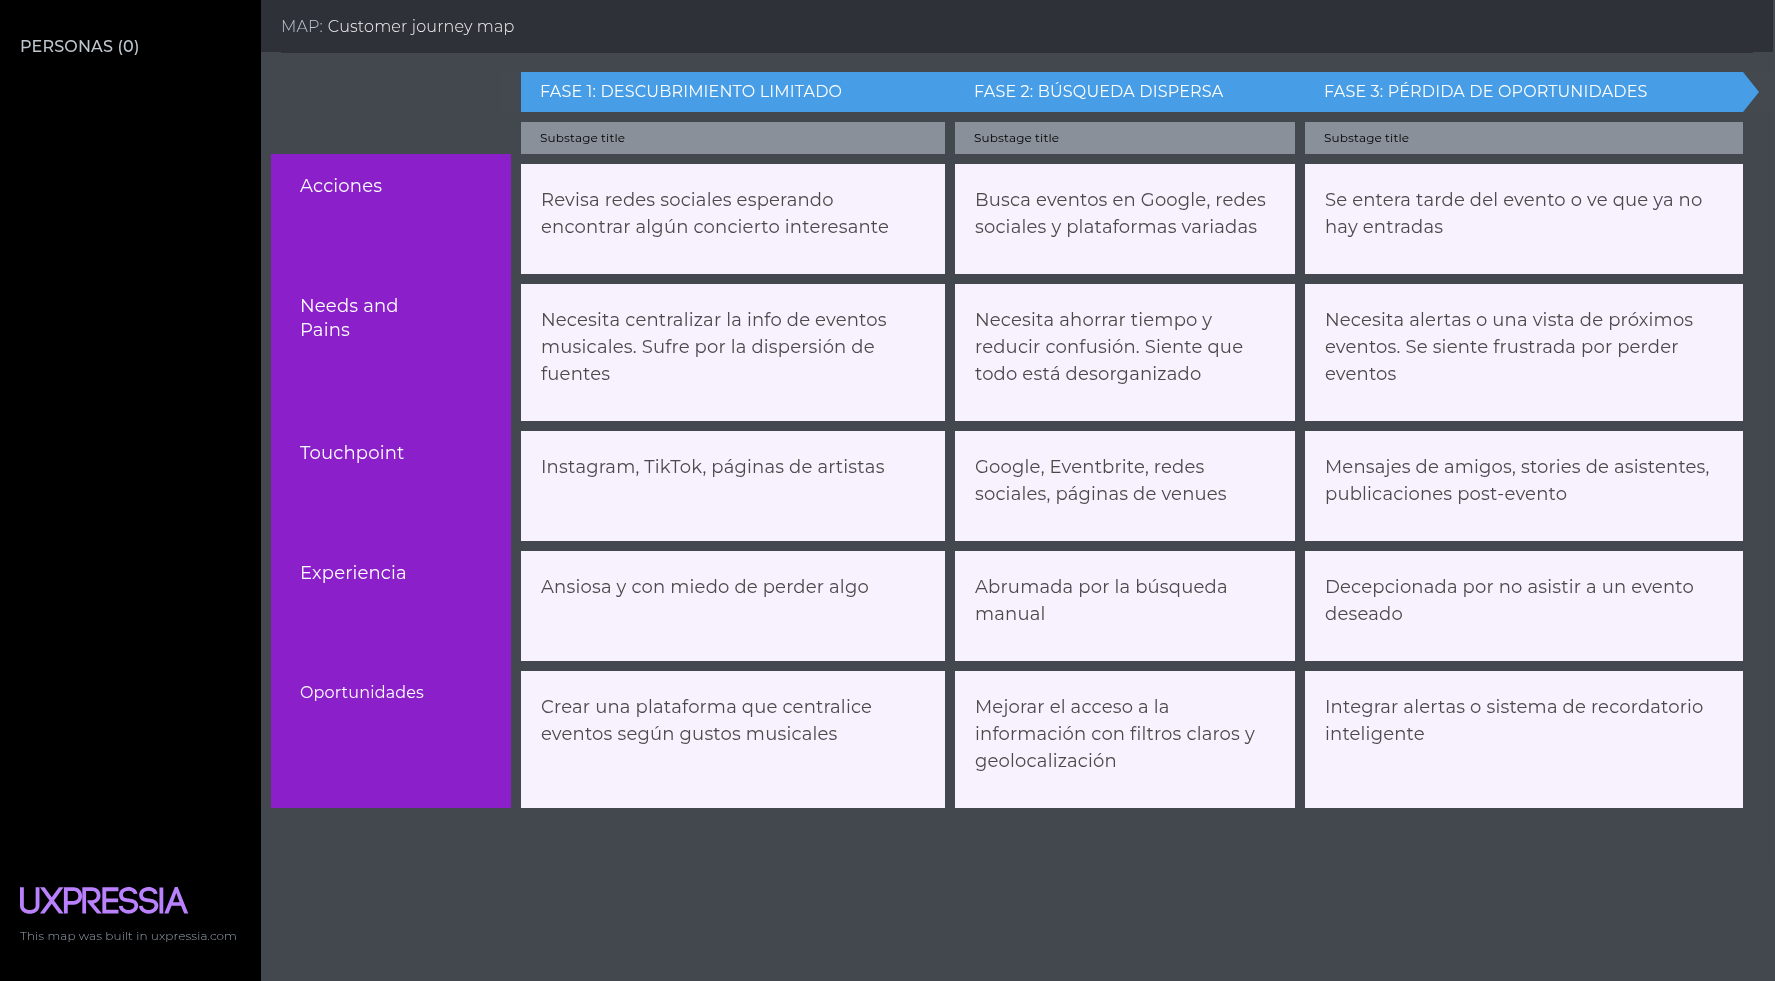 PERSONAS (0)
MAP: Customer journey map
FASE 1: DESCUBRIMIENTO LIMITADO
FASE 2: BÚSQUEDA DISPERSA
FASE 3: PÉRDIDA DE OPORTUNIDADES
Substage title
Substage title
Substage title
Acciones
Revisa redes sociales esperando
encontrar algún concierto interesante
Busca eventos en Google, redes
sociales y plataformas variadas
Se entera tarde del evento o ve que ya no
hay entradas
Needs and
Pains
Necesita centralizar la info de eventos
musicales. Sufre por la dispersión de
fuentes
Necesita ahorrar tiempo y
reducir confusión. Siente que
todo está desorganizado
Necesita alertas o una vista de próximos
eventos. Se siente frustrada por perder
eventos
Touchpoint
Instagram, TikTok, páginas de artistas
Google, Eventbrite, redes
sociales, páginas de venues
Mensajes de amigos, stories de asistentes,
publicaciones post-evento
Experiencia
Ansiosa y con miedo de perder algo
Abrumada por la búsqueda
manual
Decepcionada por no asistir a un evento
deseado
Oportunidades
Crear una plataforma que centralice
eventos según gustos musicales
Mejorar el acceso a la
información con filtros claros y
geolocalización
Integrar alertas o sistema de recordatorio
inteligente
UXPRESSIA
This map was built in uxpressia.com